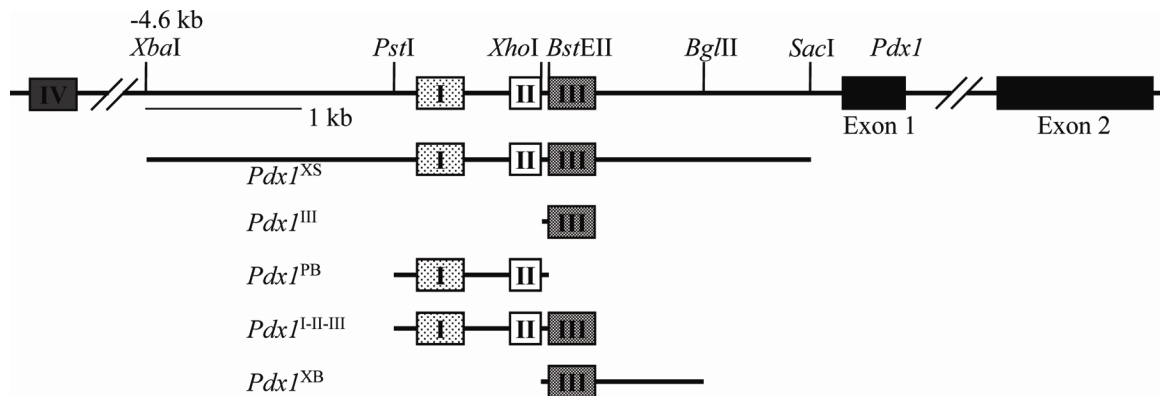 -4.6 kb
XbaI PstI XhoI BstEII BglII SacI Pdx1
IV I II III
1 kb Exon 1 Exon 2
I II III
Pdx1XS
Pdx1III III
Pdx1PB I II
Pdx1I-II-III I II III
Pdx1XB III